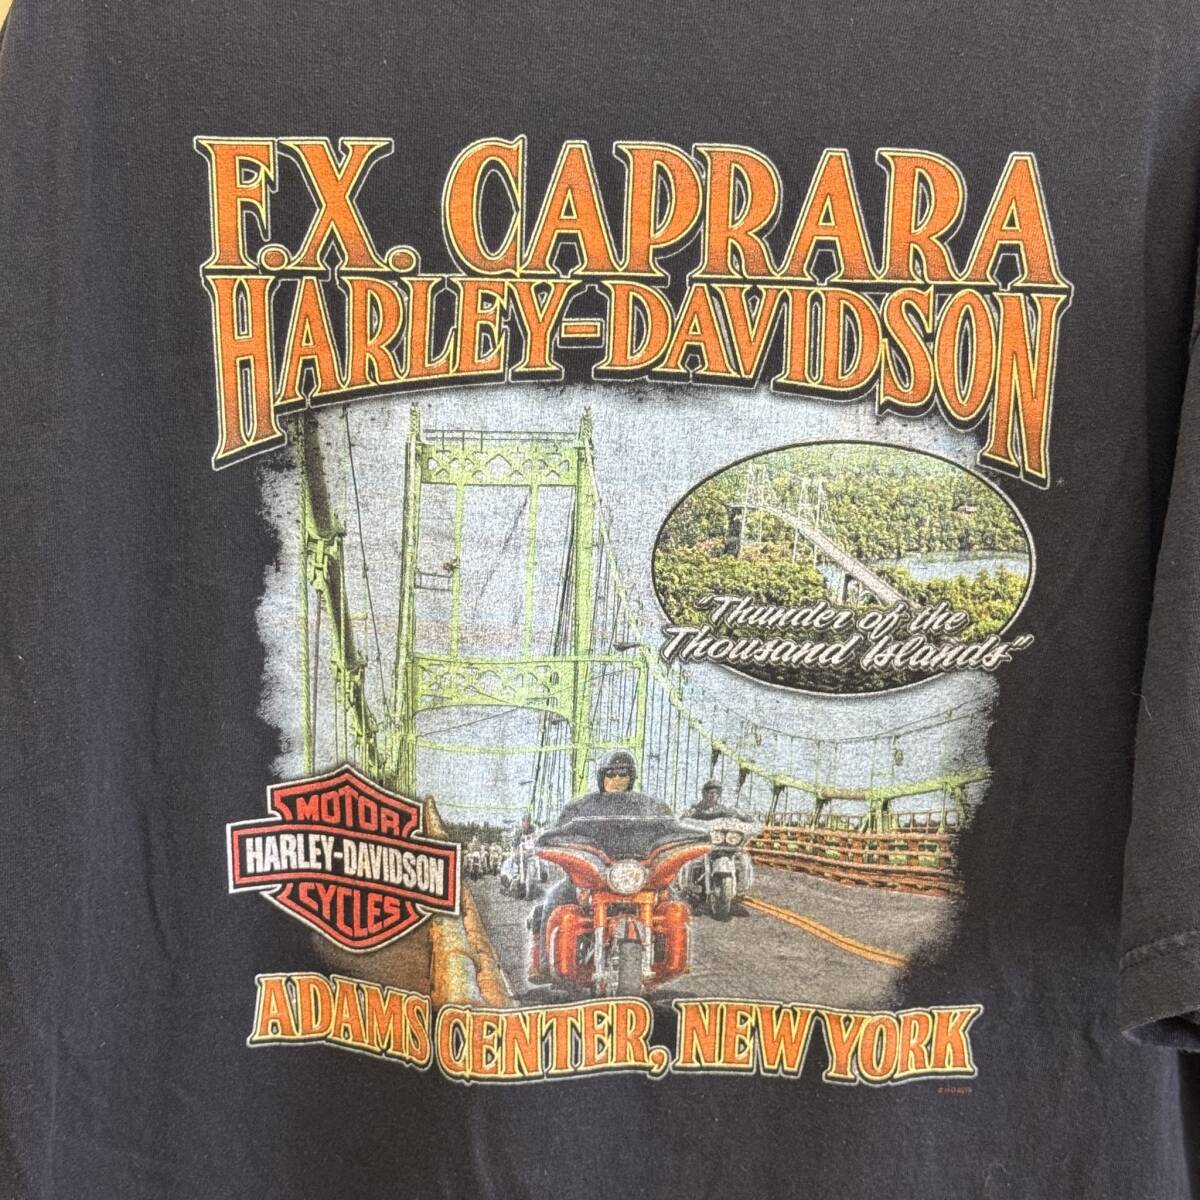 F.X. CAPRARA
HARLEY-DAVIDSON
"Thunder of the
Thousand Islands"
MOTOR
HARLEY-DAVIDSON
CYCLES
ADAMS CENTER, NEW YORK